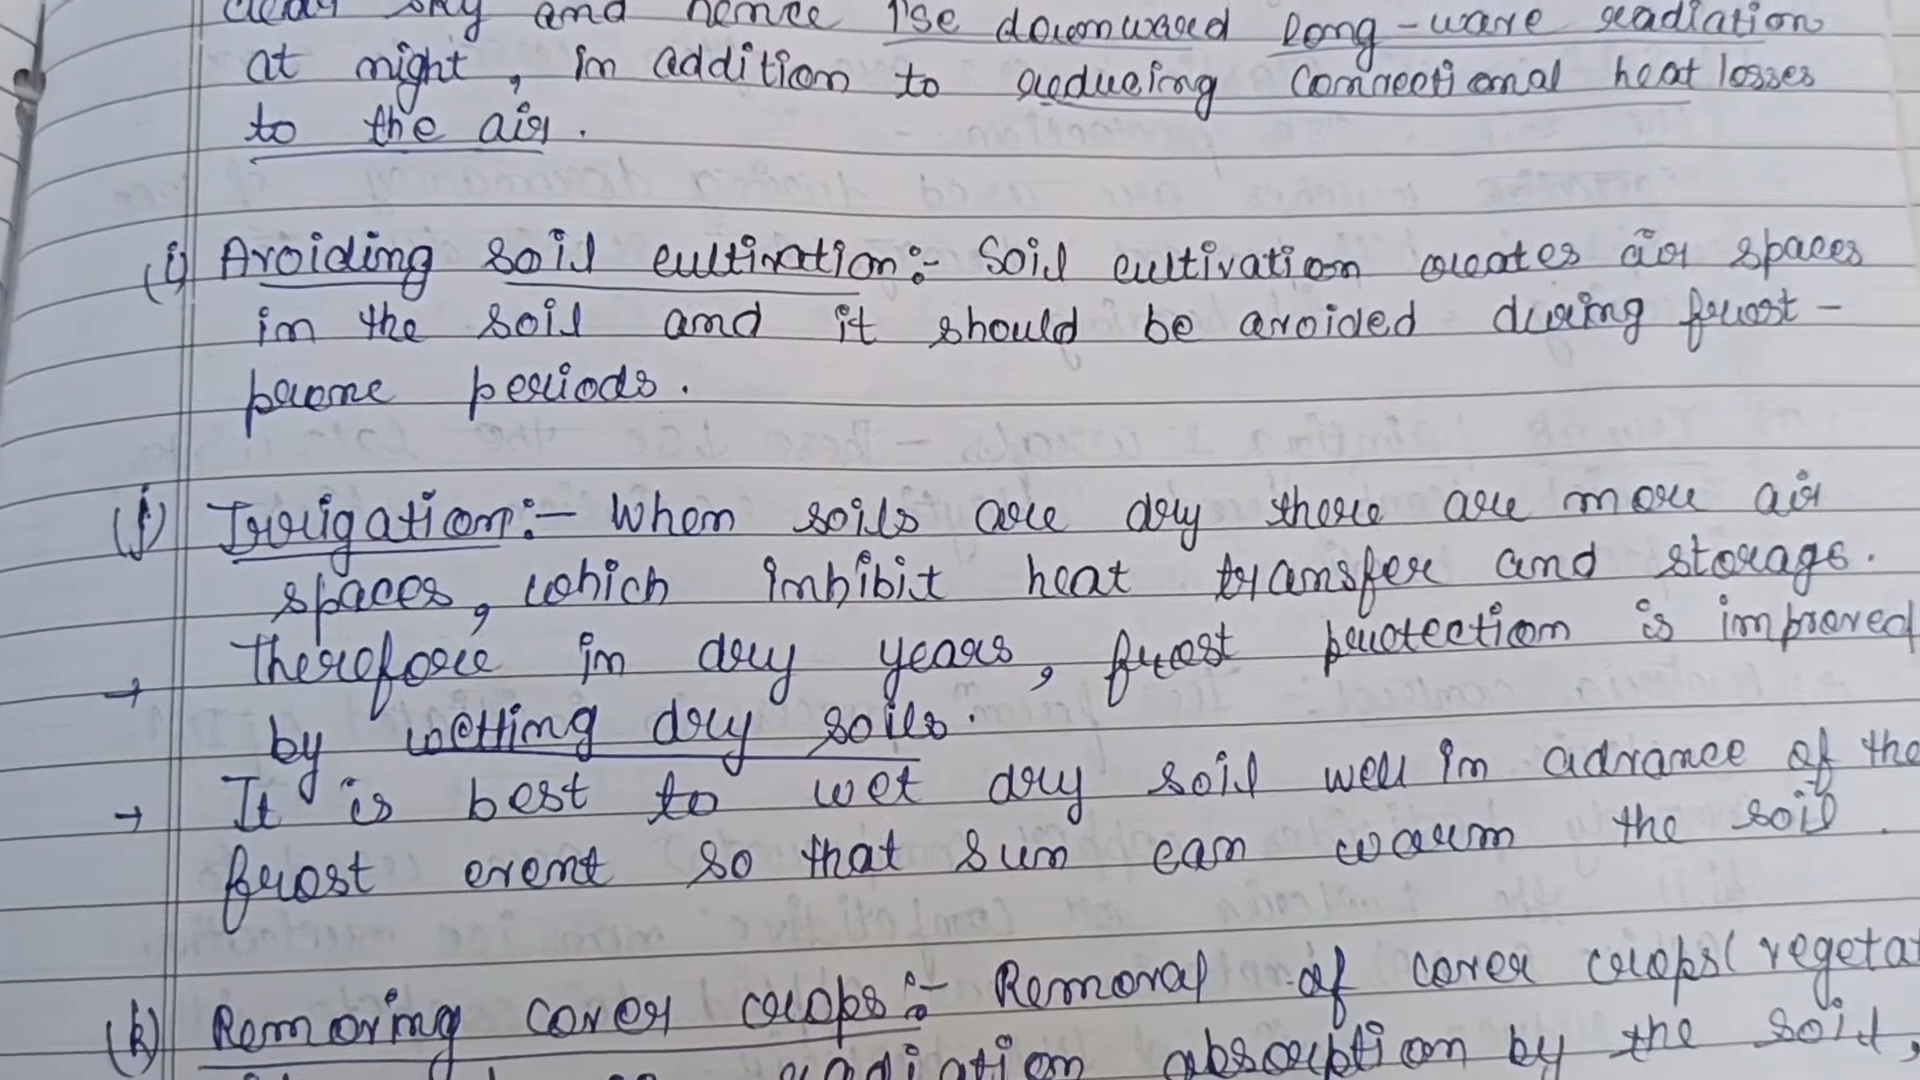 clear sky and hence ↑se downward long-wave radiation
at night, in addition to reducing convectional heat losses
to the air.
(i) Avoiding soil cultivation:- Soil cultivation creates air spaces
in the soil and it should be avoided during frost-
prone periods.
(j) Irrigation:- When soils are dry there are more air
spaces, which inhibit heat transfer and storage.
→ Therefore in dry years, frost protection is improved
by wetting dry soils.
→ It is best to wet dry soil well in advance of the
frost event so that sun can warm the soil.
(k) Removing cover crops:- Removal of cover crops(vegetat
radiation absorption by the soil,